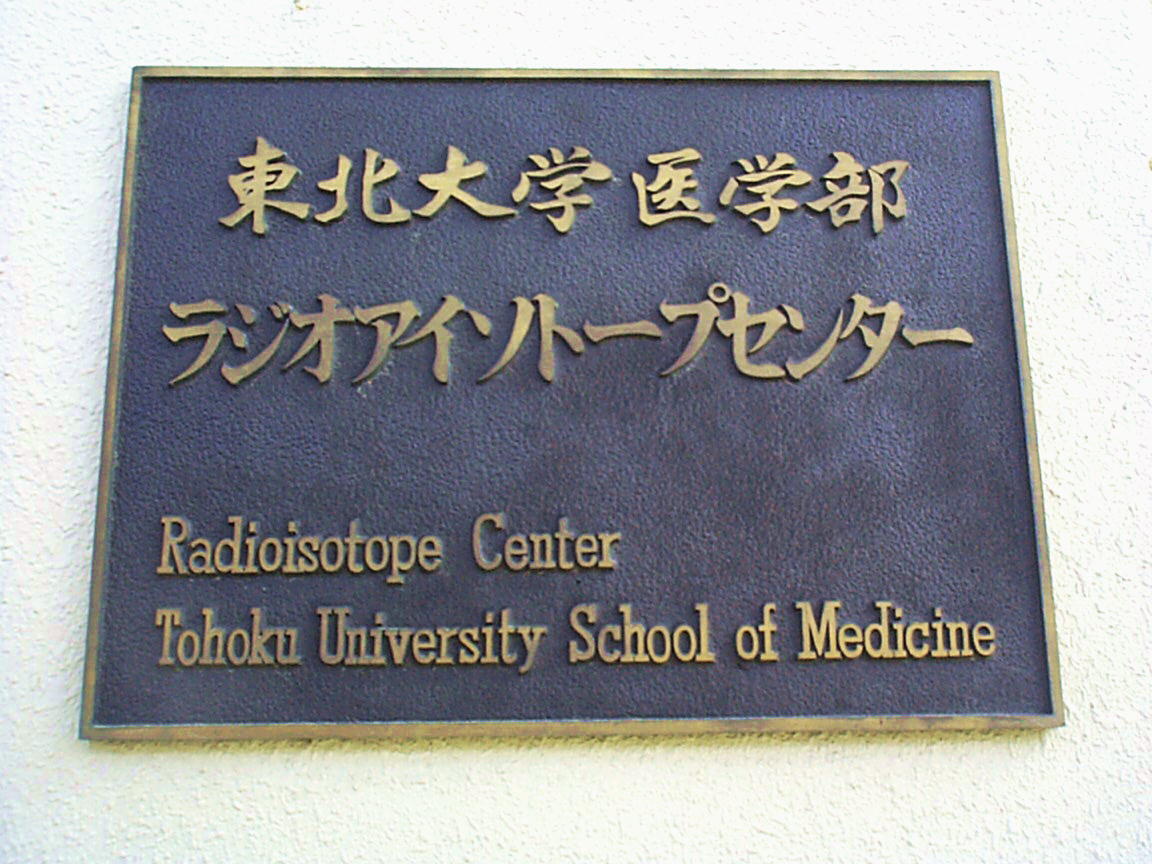 東北大学 医学部
ラジオアイソトープセンター
Radioisotope Center
Tohoku University School of Medicine